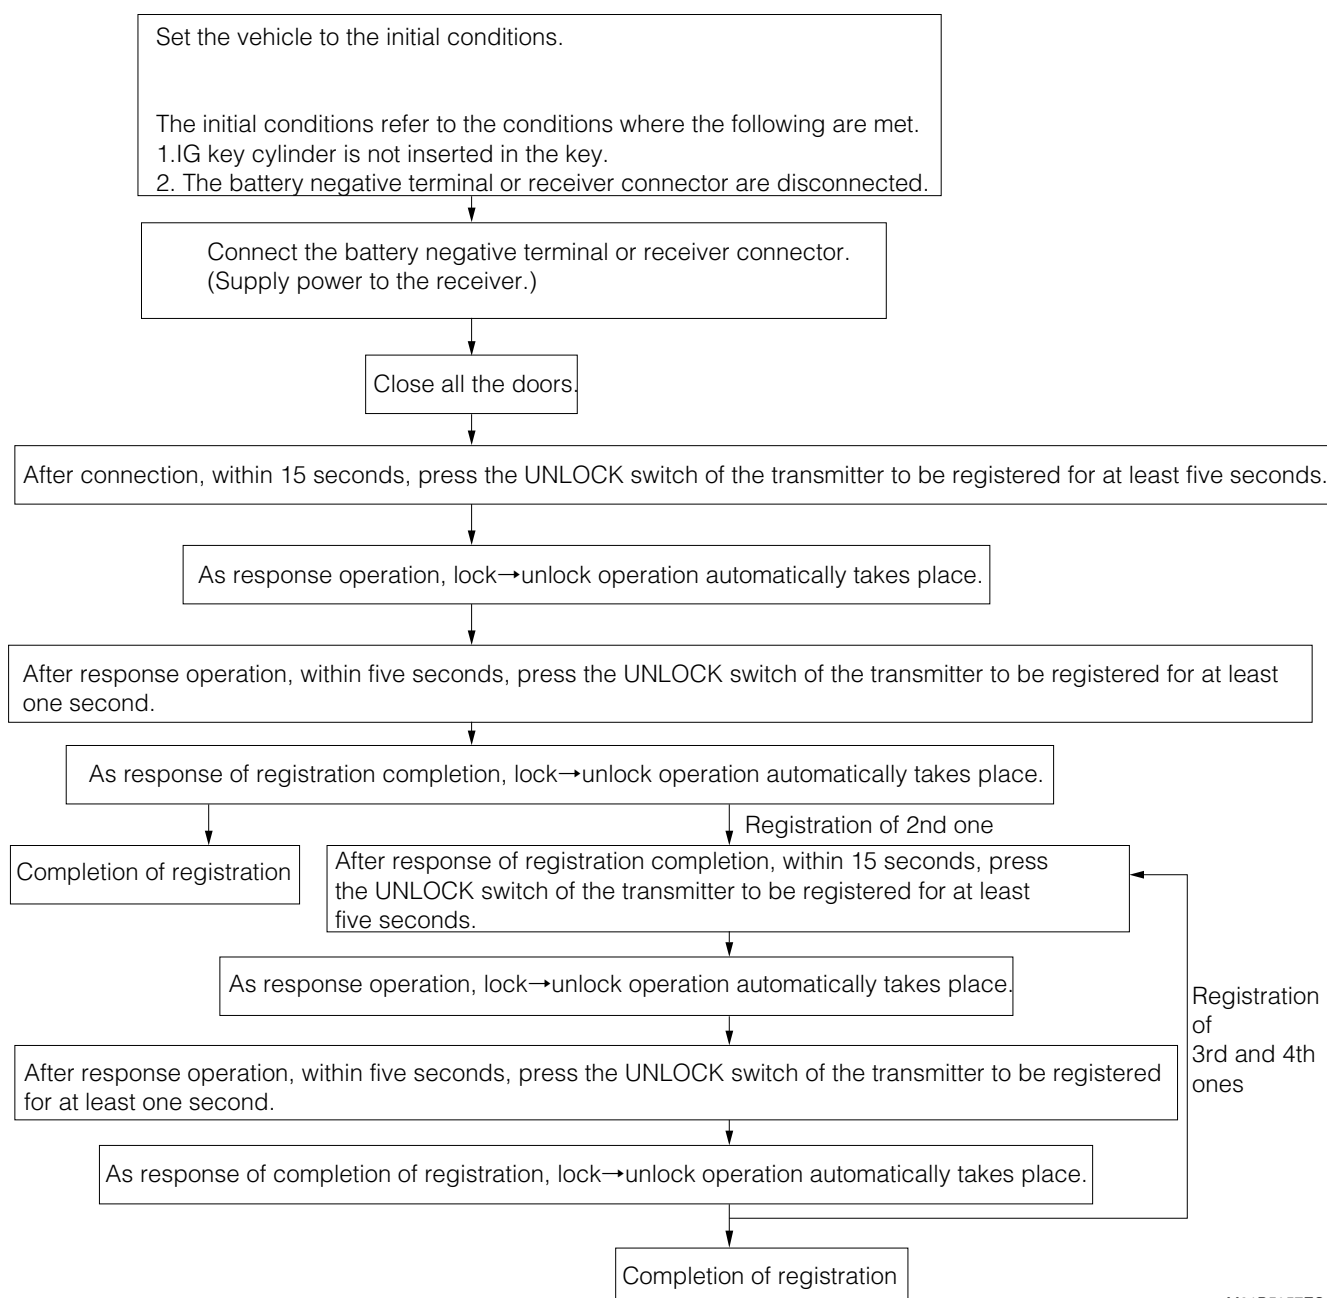 Set the vehicle to the initial conditions.
The initial conditions refer to the conditions where the following are met.
1.IG key cylinder is not inserted in the key.
2. The battery negative terminal or receiver connector are disconnected.
Connect the battery negative terminal or receiver connector.
(Supply power to the receiver.)
Close all the doors.
After connection, within 15 seconds, press the UNLOCK switch of the transmitter to be registered for at least five seconds.
As response operation, lock→unlock operation automatically takes place.
After response operation, within five seconds, press the UNLOCK switch of the transmitter to be registered for at least
one second.
As response of registration completion, lock→unlock operation automatically takes place.
Registration of 2nd one
Completion of registration
After response of registration completion, within 15 seconds, press
the UNLOCK switch of the transmitter to be registered for at least
five seconds.
As response operation, lock→unlock operation automatically takes place.
Registration
of
3rd and 4th
ones
After response operation, within five seconds, press the UNLOCK switch of the transmitter to be registered
for at least one second.
As response of completion of registration, lock→unlock operation automatically takes place.
Completion of registration